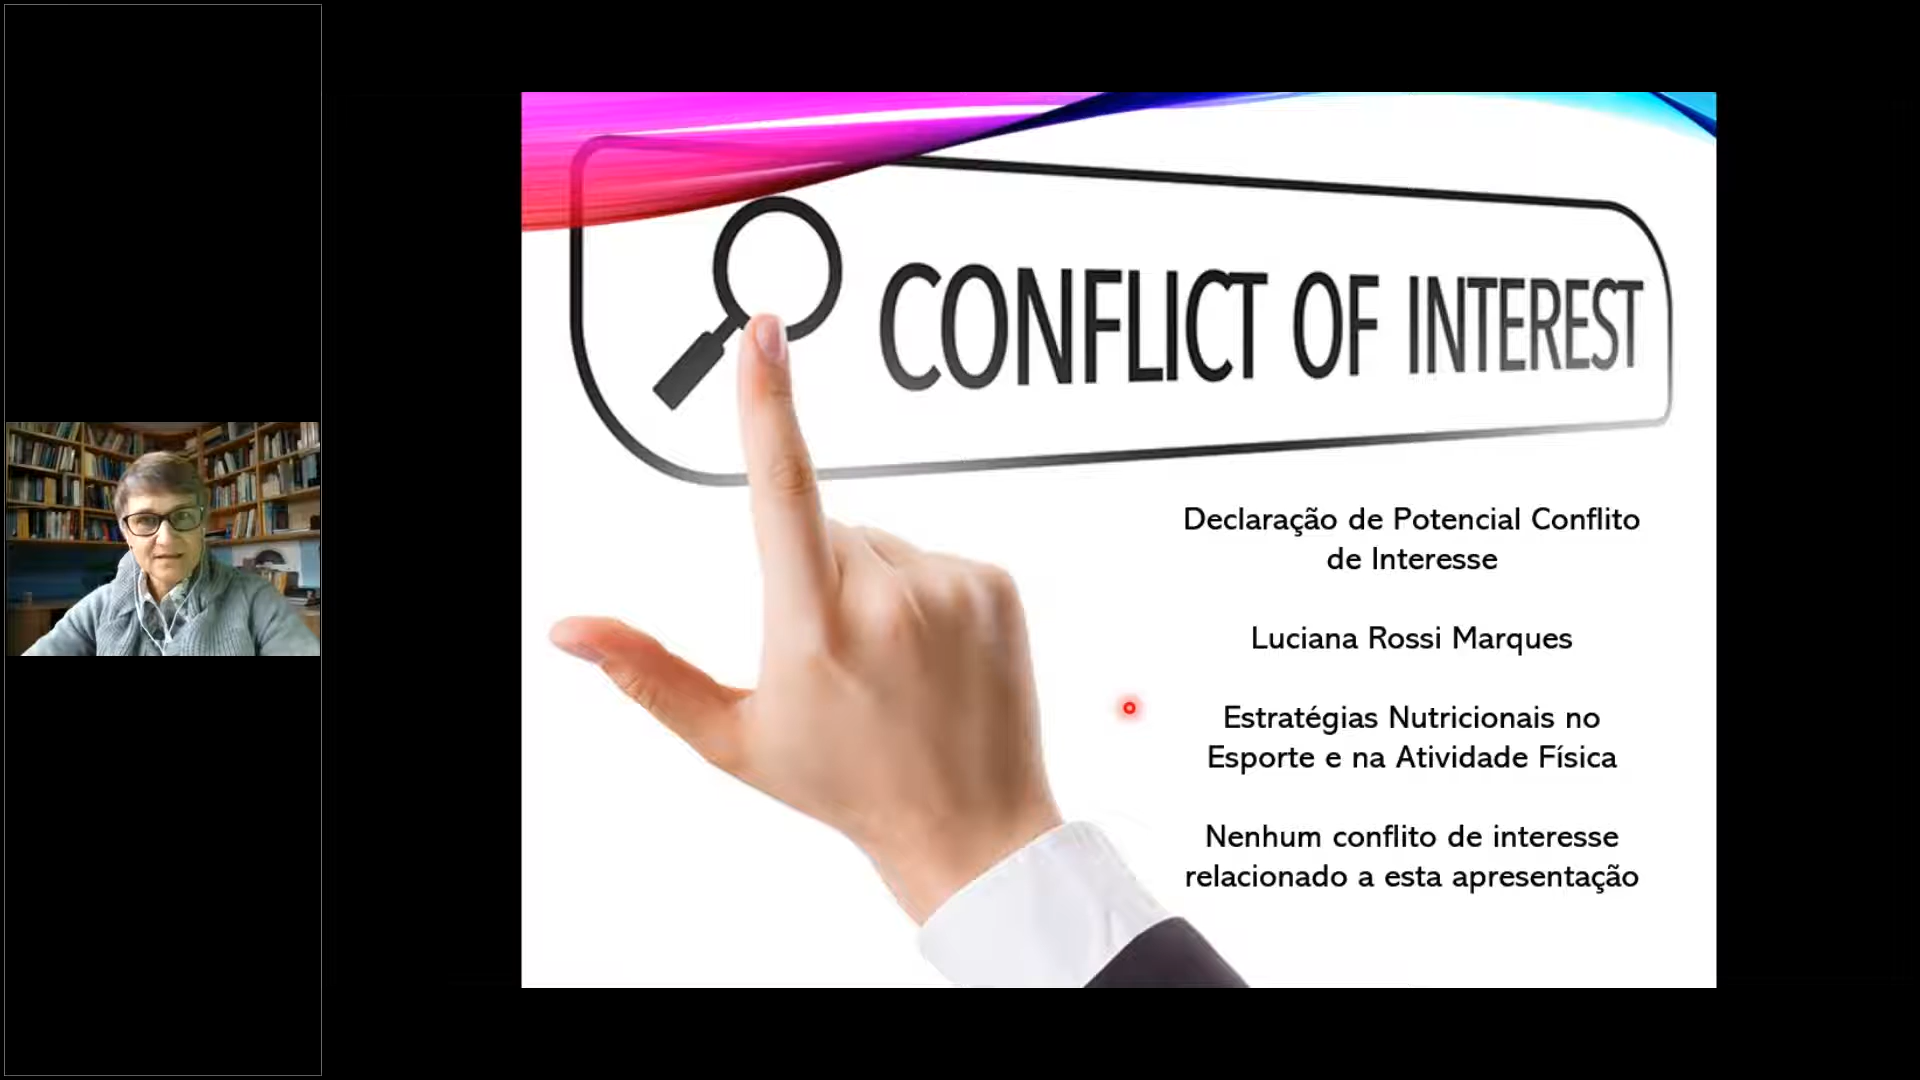 CONFLICT OF INTEREST
Declaração de Potencial Conflito
de Interesse
Luciana Rossi Marques
Estratégias Nutricionais no
Esporte e na Atividade Física
Nenhum conflito de interesse
relacionado a esta apresentação